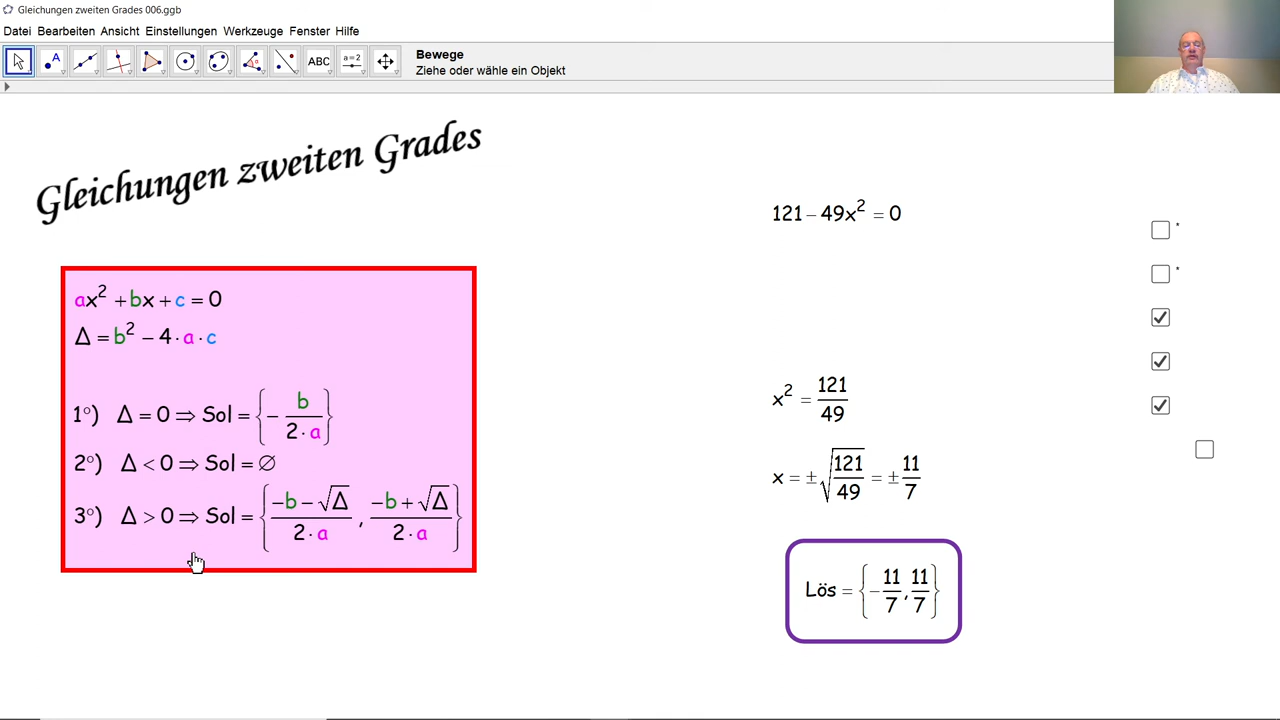 Gleichungen zweiten Grades 006.ggb
Datei Bearbeiten Ansicht Einstellungen Werkzeuge Fenster Hilfe
A
ABC
a=2
Bewege
Ziehe oder wähle ein Objekt
Gleichungen zweiten Grades
ax² + bx + c = 0
Δ = b² − 4 · a · c
1°) Δ = 0 ⇒ Sol = {− b/(2 · a)}
2°) Δ < 0 ⇒ Sol = ∅
3°) Δ > 0 ⇒ Sol = {(−b − √Δ)/(2 · a) , (−b + √Δ)/(2 · a)}
121 − 49x² = 0
x² = 121/49
x = ±√(121/49) = ± 11/7
Lös = {− 11/7, 11/7}